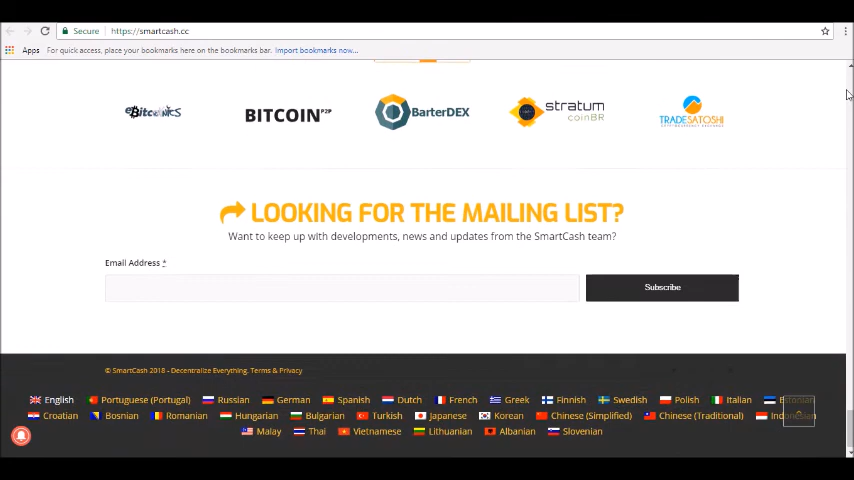 Secure https://smartcash.cc
Apps For quick access, place your bookmarks here on the bookmarks bar. Import bookmarks now...
BITCOIN P2P BarterDEX stratum coinBR TRADESATOSHI
LOOKING FOR THE MAILING LIST?
Want to keep up with developments, news and updates from the SmartCash team?
Email Address *
Subscribe
© SmartCash 2018 - Decentralize Everything. Terms & Privacy
English Portuguese (Portugal) Russian German Spanish Dutch French Greek Finnish Swedish Polish Italian Estonian
Croatian Bosnian Romanian Hungarian Bulgarian Turkish Japanese Korean Chinese (Simplified) Chinese (Traditional) Indonesian
Malay Thai Vietnamese Lithuanian Albanian Slovenian